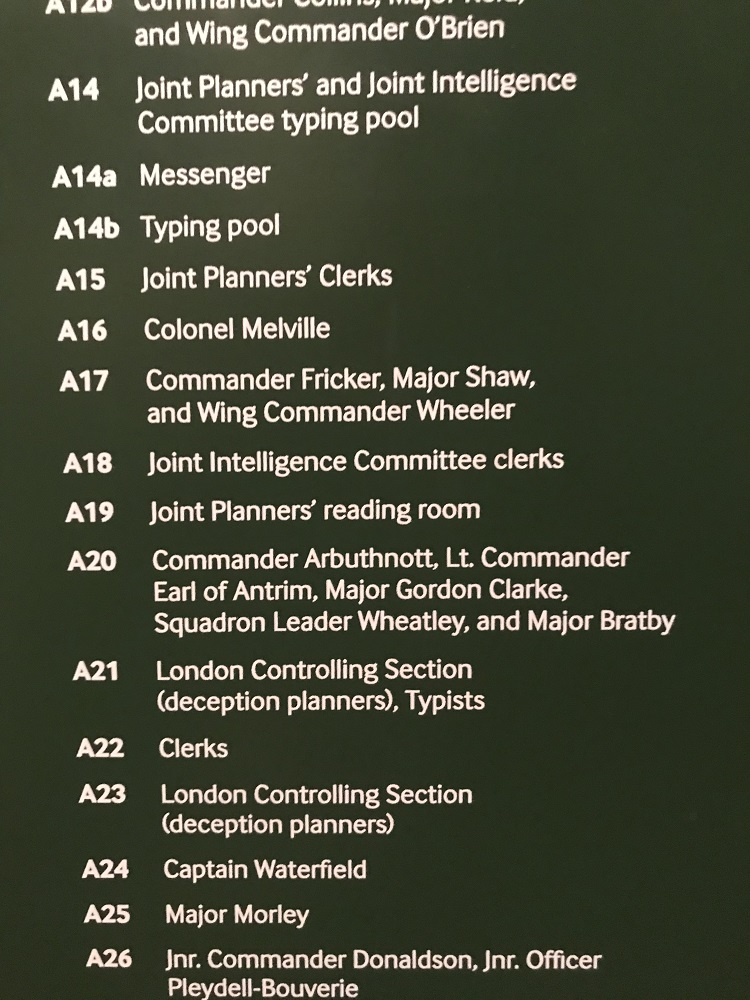 A12b Commander Collins, Major
and Wing Commander O'Brien
A14 Joint Planners' and Joint Intelligence
Committee typing pool
A14a Messenger
A14b Typing pool
A15 Joint Planners' Clerks
A16 Colonel Melville
A17 Commander Fricker, Major Shaw,
and Wing Commander Wheeler
A18 Joint Intelligence Committee clerks
A19 Joint Planners' reading room
A20 Commander Arbuthnott, Lt. Commander
Earl of Antrim, Major Gordon Clarke,
Squadron Leader Wheatley, and Major Bratby
A21 London Controlling Section
(deception planners), Typists
A22 Clerks
A23 London Controlling Section
(deception planners)
A24 Captain Waterfield
A25 Major Morley
A26 Jnr. Commander Donaldson, Jnr. Officer
Pleydell-Bouverie